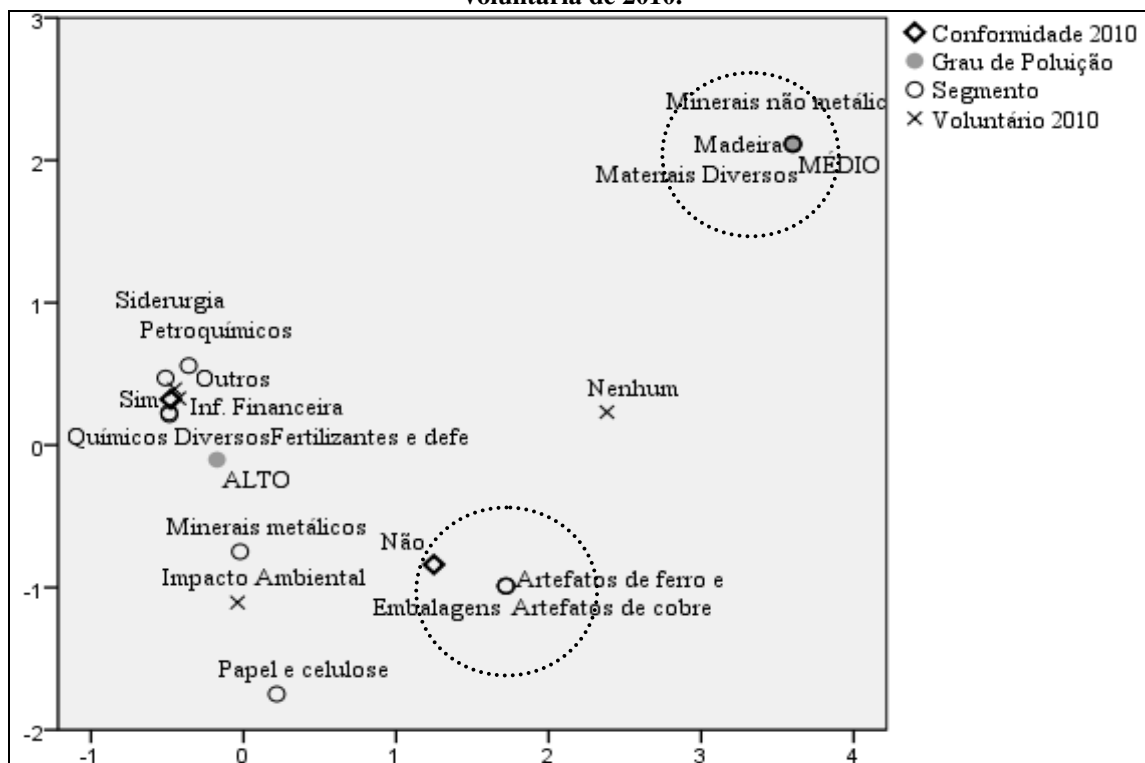 voluntária de 2010.
3
2
1
0
-1
-2
-1
0
1
2
3
4
Conformidade 2010
Grau de Poluição
Segmento
Voluntário 2010
Minerais não metálic
Madeira
MÉDIO
Materiais Diversos
Siderurgia
Petroquímicos
Outros
Sim
Inf. Financeira
Químicos Diversos
Fertilizantes e defe
ALTO
Nenhum
Minerais metálicos
Não
Impacto Ambiental
Artefatos de ferro e
Embalagens
Artefatos de cobre
Papel e celulose